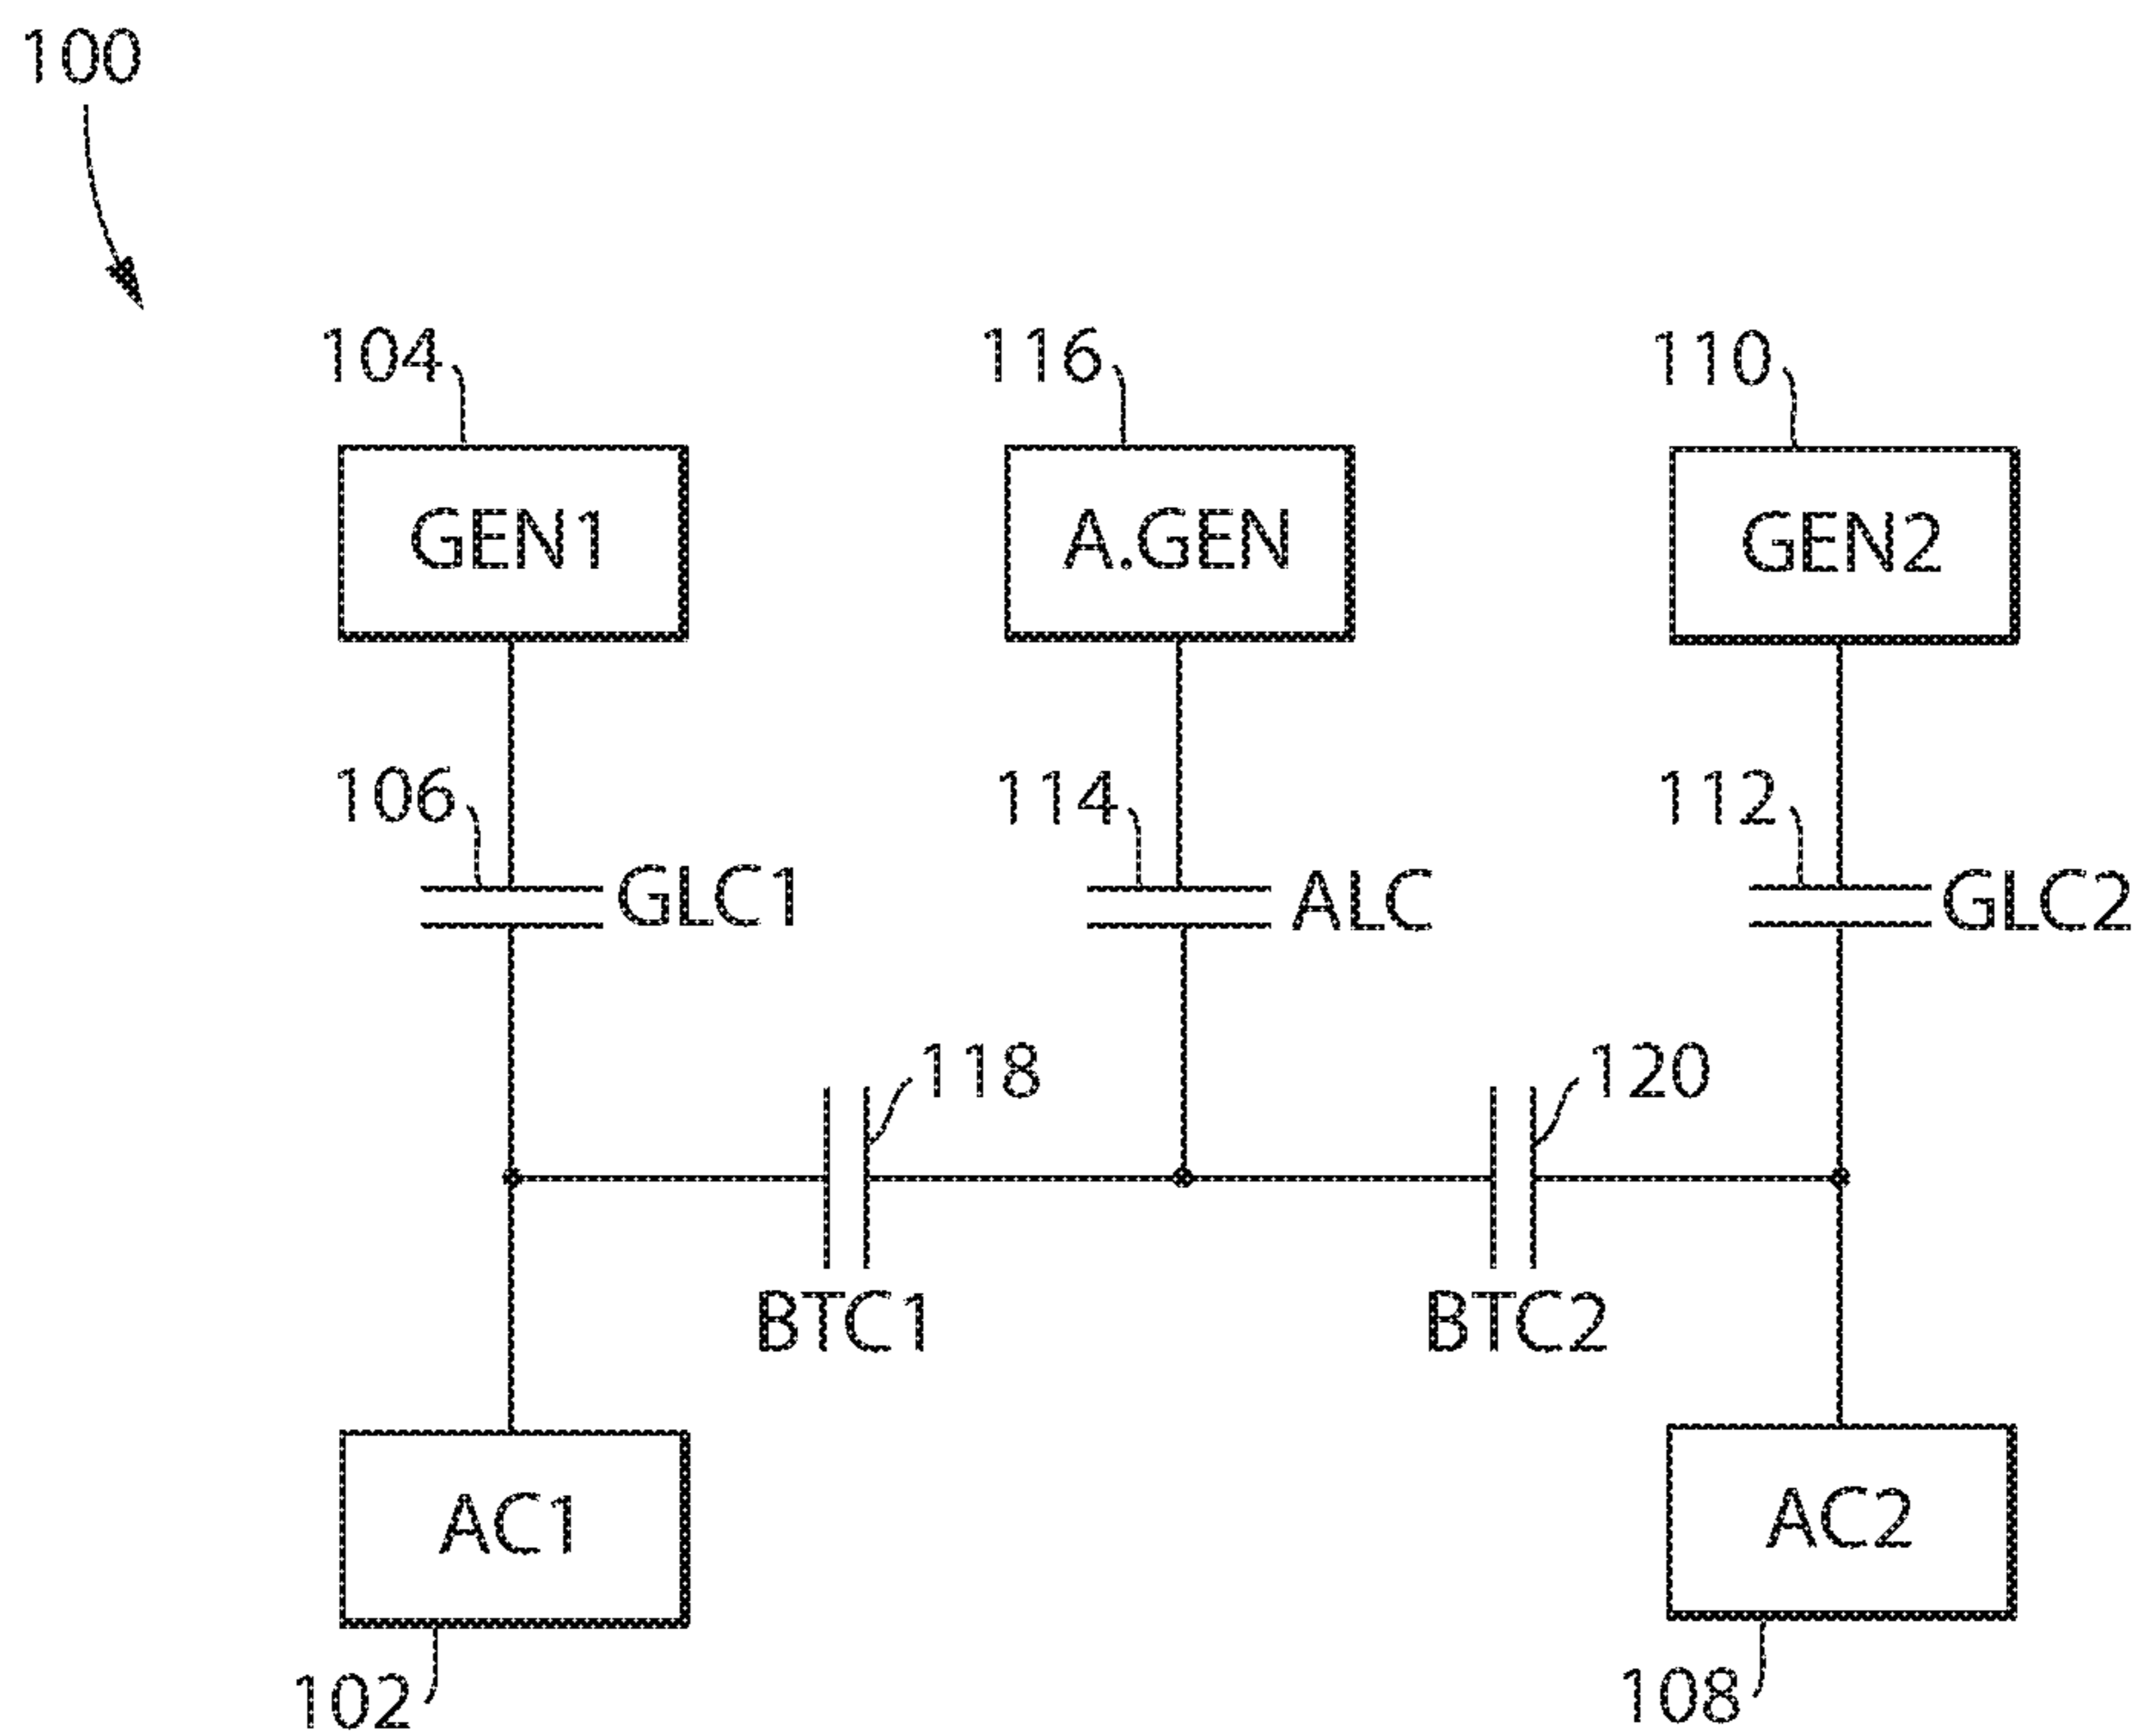 100
104
116
110
GEN1
A.GEN
GEN2
106
114
112
GLC1
ALC
GLC2
118
120
BTC1
BTC2
AC1
AC2
102
108